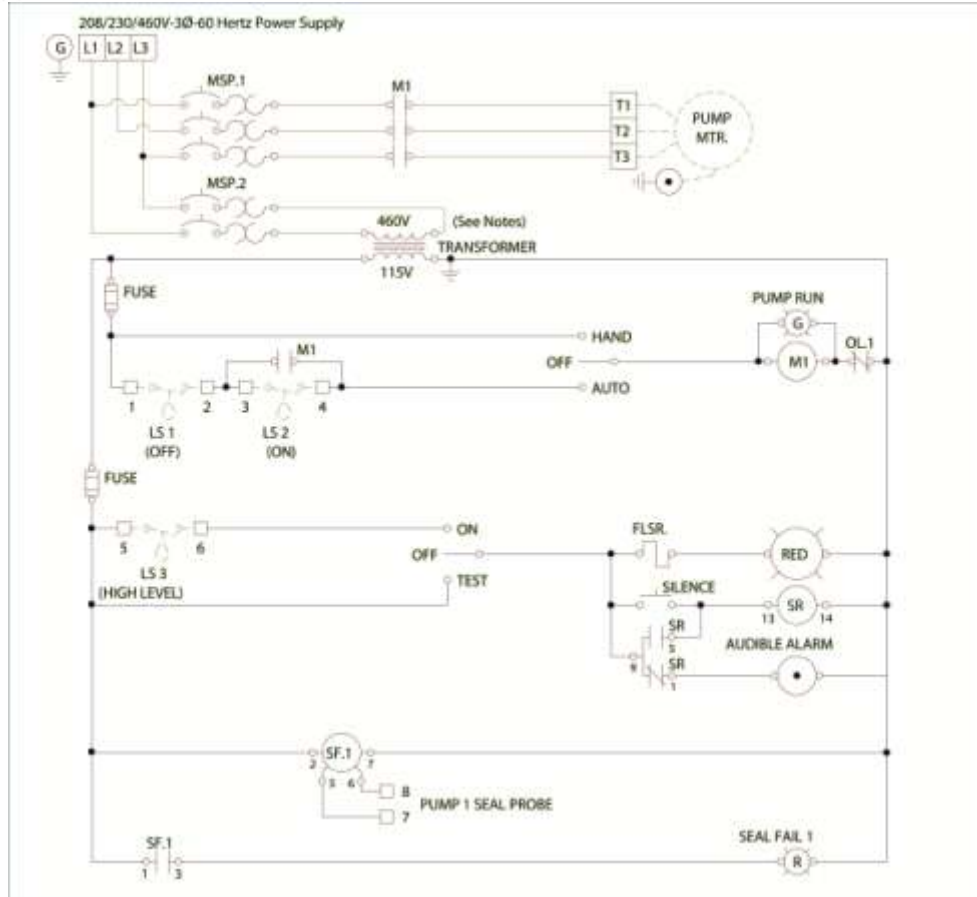 208/230/460V-3Ø-60 Hertz Power Supply
G L1 L2 L3
MSP.1
M1
T1
T2
T3
PUMP
MTR.
MSP.2
460V
(See Notes)
TRANSFORMER
115V
FUSE
PUMP RUN
G
HAND
OL.1
M1
OFF
M1
AUTO
1 2 3 4
LS 1
(OFF)
LS 2
(ON)
FUSE
ON
5 6
FLSR.
OFF
RED
LS 3
(HIGH LEVEL)
TEST
SILENCE
13 SR 14
SR
5
AUDIBLE ALARM
9
SR
1
2 SF.1 7
5 6
8
PUMP 1 SEAL PROBE
7
SF.1
SEAL FAIL 1
1 3
R